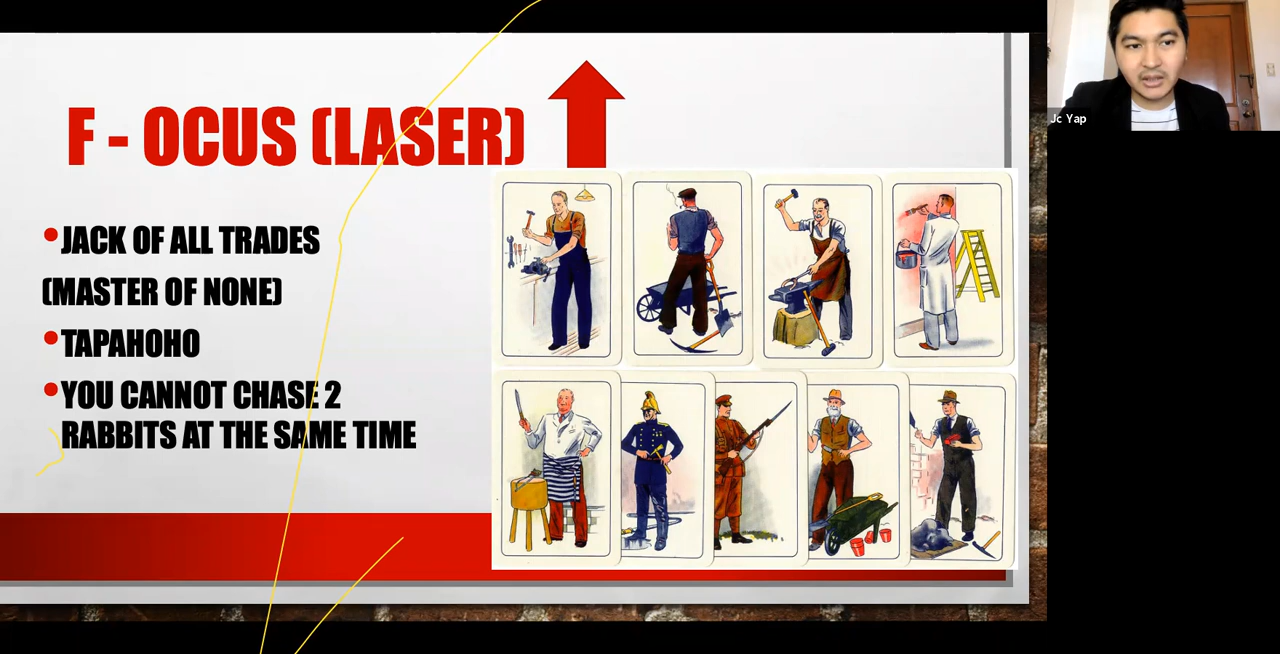 F - OCUS (LASER)
JACK OF ALL TRADES
(MASTER OF NONE)
TAPAHOHO
YOU CANNOT CHASE 2
RABBITS AT THE SAME TIME
Jc Yap